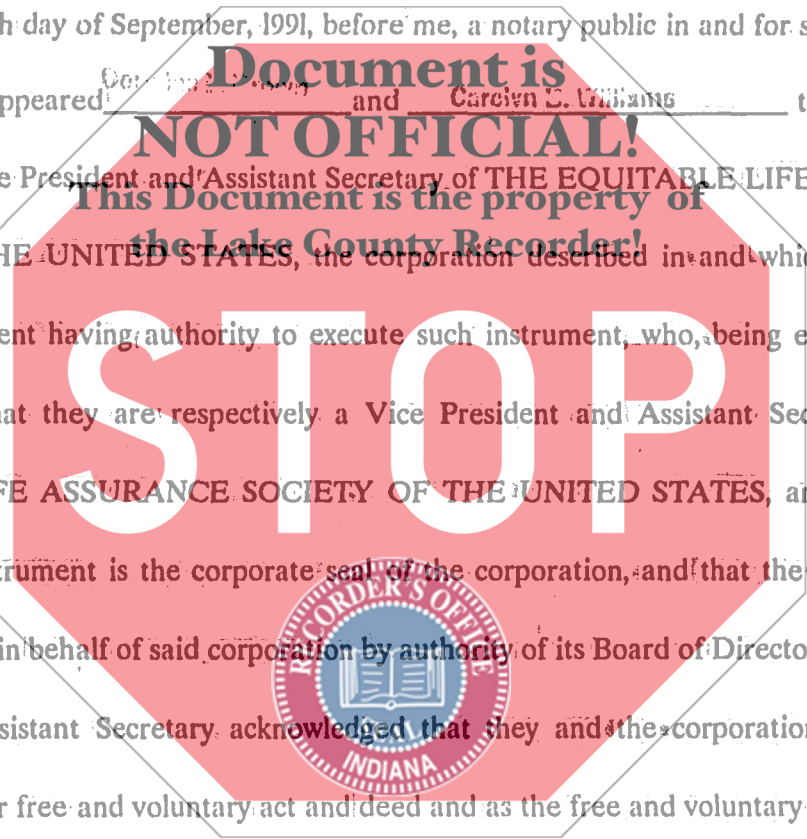 h day of September, 1991, before me, a notary public in and for s
Document is
ppeared and Carolyn E. Williams t
NOT OFFICIAL!
e President and Assistant Secretary of THE EQUITABLE LIFE
This Document is the property of
HE UNITED STATES, the corporation described in and whic
the Lake County Recorder!
ent having authority to execute such instrument, who, being e
STOP
at they are respectively a Vice President and Assistant Sec
FE ASSURANCE SOCIETY OF THE UNITED STATES, an
trument is the corporate seal of the corporation, and that the
RECORDER'S OFFICE
in behalf of said corporation by authority of its Board of Directo
sistant Secretary acknowledged that they and the corporation
SEAL
INDIANA
r free and voluntary act and deed and as the free and voluntary